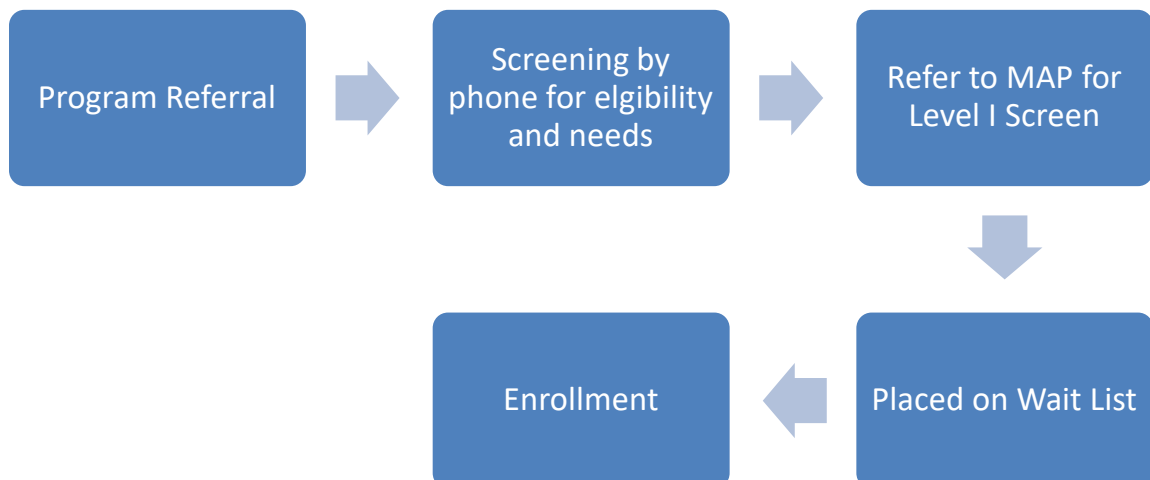 Program Referral
Screening by
phone for elgibility
and needs
Refer to MAP for
Level I Screen
Placed on Wait List
Enrollment